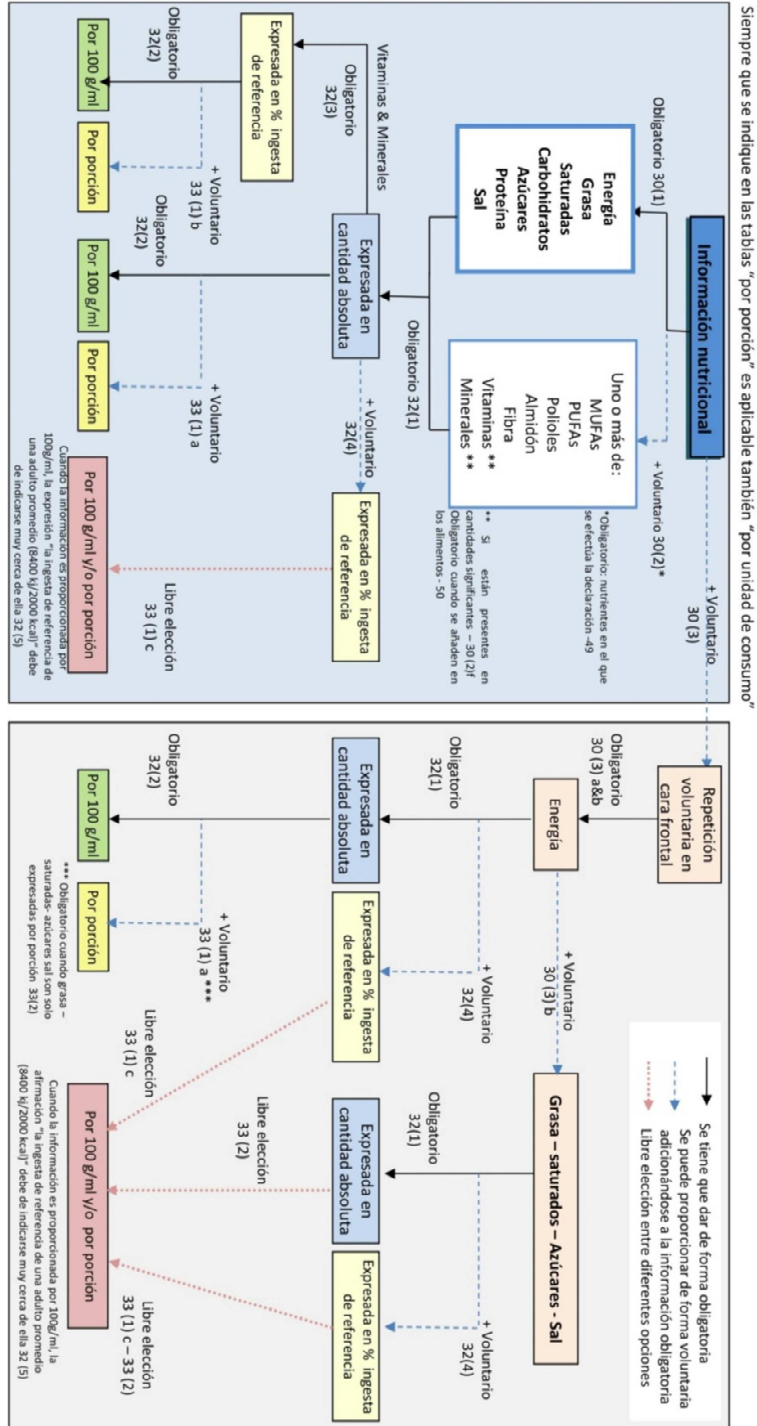 Siempre que se indique en las tablas "por porción" es aplicable también "por unidad de consumo"
Información nutricional
Obligatorio 30(1)
+ Voluntario 30(2)*
+ Voluntario
30 (3)
Energía
Grasa
Saturadas
Carbohidratos
Azúcares
Proteína
Sal
Uno o más de:
MUFAs
PUFAs
Polioles
Almidón
Fibra
Vitaminas **
Minerales **
*Obligatorio nutrientes en el que
se efectúa la declaración -49
** Si están presentes en
cantidades significantes – 30 (2)f
Obligatorio cuando se añaden en
los alimentos - 50
Obligatorio 32(1)
Vitaminas & Minerales
Obligatorio
32(3)
Expresada en
cantidad absoluta
+ Voluntario
32(4)
Expresada en % ingesta
de referencia
Expresada en % ingesta
de referencia
Obligatorio
32(2)
+ Voluntario
33 (1) b
Obligatorio
32(2)
+ Voluntario
33 (1) a
Libre elección
33 (1) c
Por 100 g/ml
Por porción
Por 100 g/ml
Por porción
Por 100 g/ml y/o por porción
Cuando la información es proporcionada por
100g/ml, la expresión "la ingesta de referencia de
una adulto promedio (8400 kj/2000 kcal)" debe
de indicarse muy cerca de ella 32 (5)
Repetición
voluntaria en
cara frontal
Se tiene que dar de forma obligatoria
Se puede proporcionar de forma voluntaria
adicionándose a la información obligatoria
Libre elección entre diferentes opciones
Obligatorio
30 (3) a&b
Energía
+ Voluntario
30 (3) b
Grasa – saturados – Azúcares - Sal
Obligatorio
32(1)
+ Voluntario
32(4)
Obligatorio
32(1)
+ Voluntario
32(4)
Expresada en
cantidad absoluta
Expresada en % ingesta
de referencia
Expresada en
cantidad absoluta
Expresada en % ingesta
de referencia
Obligatorio
32(2)
+ Voluntario
33 (1) a ***
Libre elección
33 (1) c
Libre elección
33 (2)
Libre elección
33 (1) c – 33 (2)
Por 100 g/ml
Por porción
Por 100 g/ml y/o por porción
*** Obligatorio cuando grasa –
saturadas- azúcares sal son solo
expresadas por porción 33(2)
Cuando la información es proporcionada por 100g/ml, la
afirmación "la ingesta de referencia de una adulto promedio
(8400 kj/2000 kcal)" debe de indicarse muy cerca de ella 32 (5)